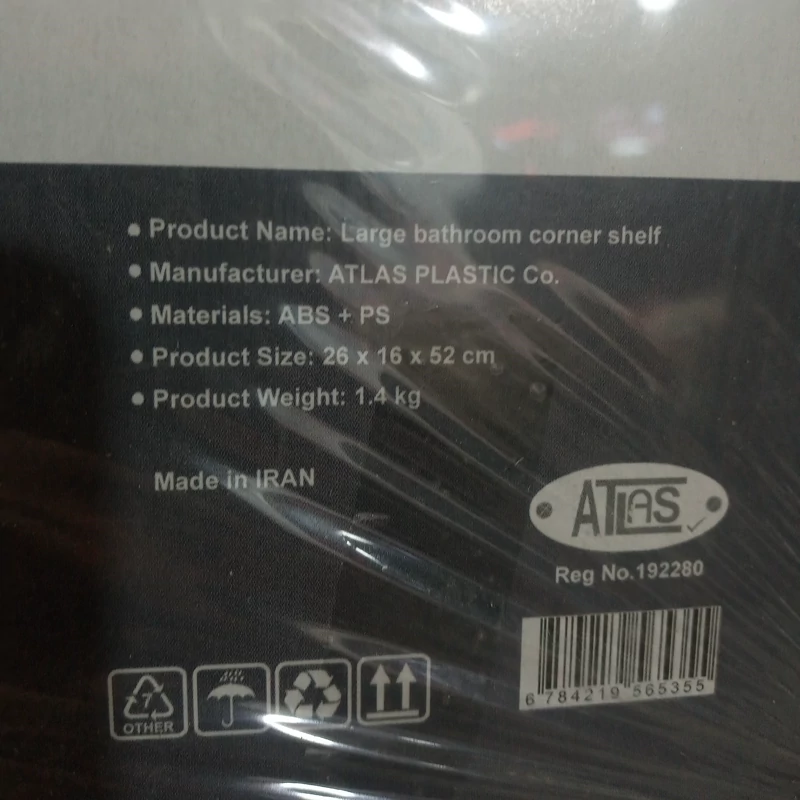 • Product Name: Large bathroom corner shelf
• Manufacturer: ATLAS PLASTIC Co.
• Materials: ABS + PS
• Product Size: 26 x 16 x 52 cm
• Product Weight: 1.4 kg
Made in IRAN
ATLAS
Reg No.192280
7
OTHER
6 784219 565355